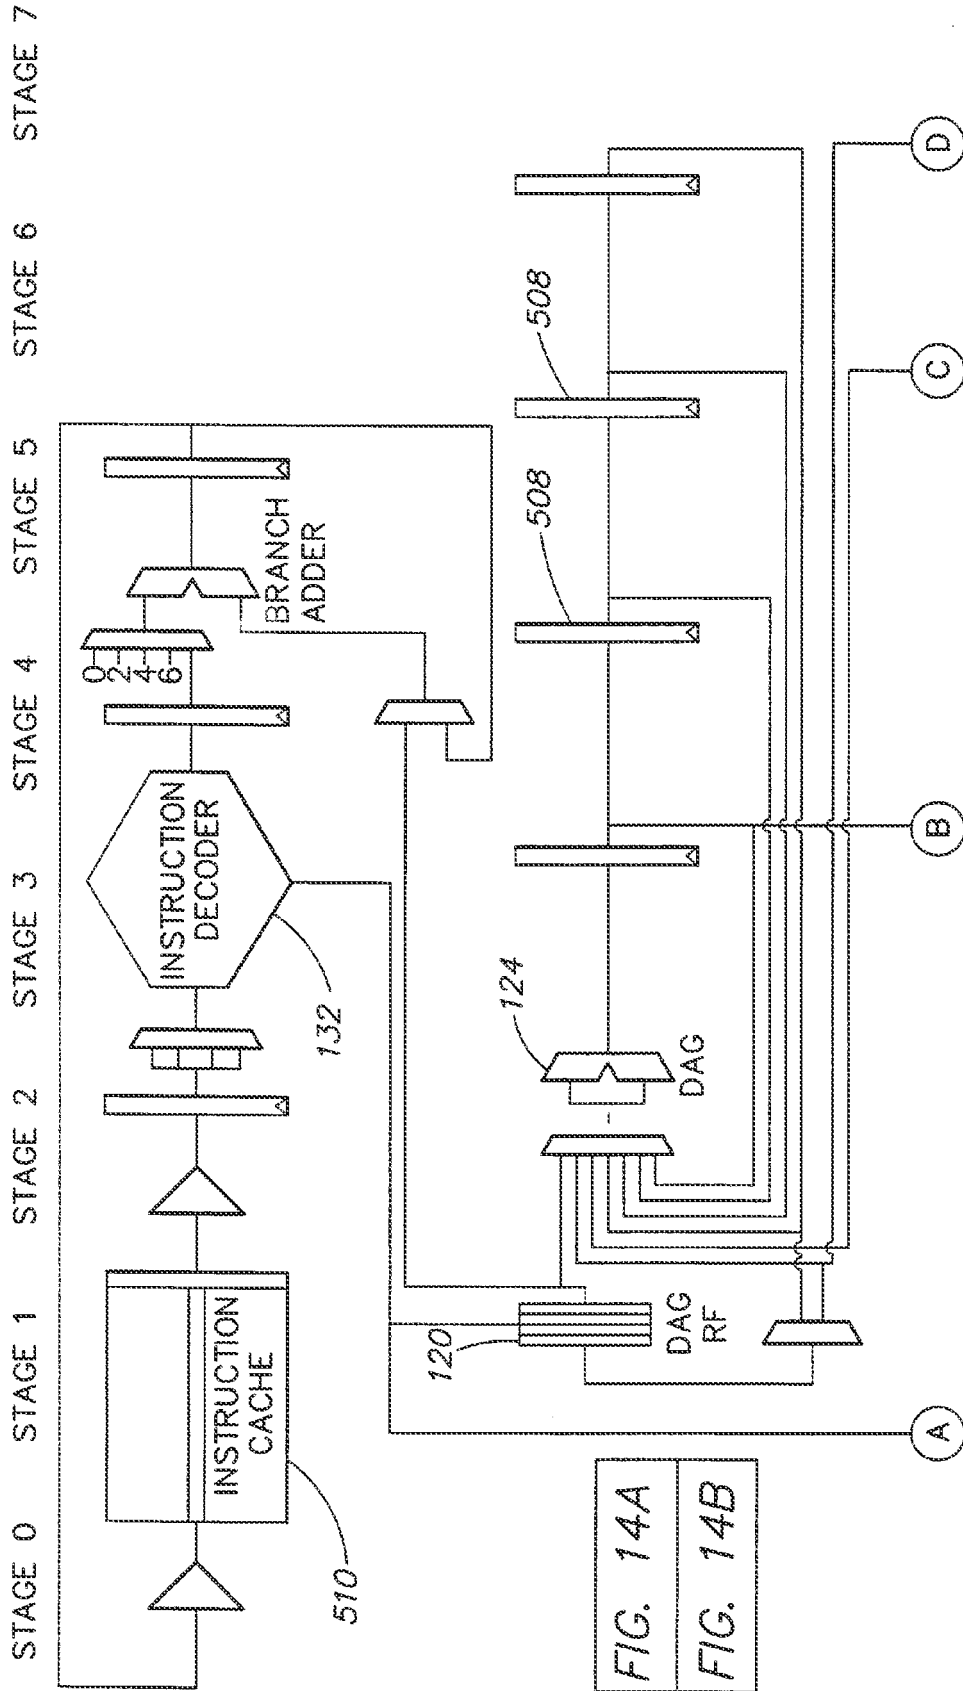 STAGE 0 STAGE 1 STAGE 2 STAGE 3 STAGE 4 STAGE 5 STAGE 6 STAGE 7
INSTRUCTION
CACHE
510
INSTRUCTION
DECODER
132
0
2
4
6
BRANCH
ADDER
120
DAG
RF
124
DAG
508
508
A
B
C
D
FIG. 14A
FIG. 14B